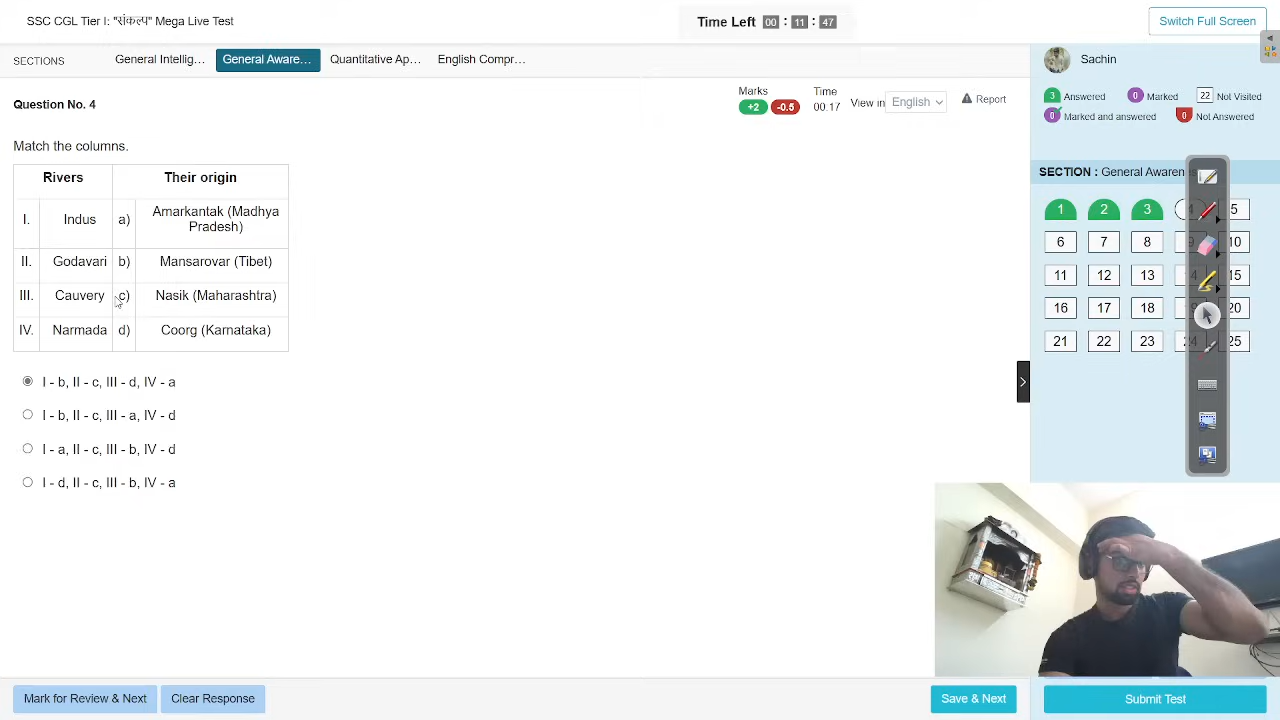 SSC CGL Tier I: "संकल्प" Mega Live Test
Time Left 00 : 11 : 47
Switch Full Screen
SECTIONS
General Intellig...
General Aware...
Quantitative Ap...
English Compr...
Sachin
Question No. 4
Marks
+2 -0.5
Time
00.17
View in English
Report
3 Answered
0 Marked
22 Not Visited
0 Marked and answered
0 Not Answered
Match the columns.
Rivers Their origin
I. Indus a) Amarkantak (Madhya
Pradesh)
II. Godavari b) Mansarovar (Tibet)
III. Cauvery c) Nasik (Maharashtra)
IV. Narmada d) Coorg (Karnataka)
I - b, II - c, III - d, IV - a
I - b, II - c, III - a, IV - d
I - a, II - c, III - b, IV - d
I - d, II - c, III - b, IV - a
SECTION : General Awaren
1 2 3 4 5
6 7 8 9 10
11 12 13 14 15
16 17 18 19 20
21 22 23 24 25
Mark for Review & Next
Clear Response
Save & Next
Submit Test